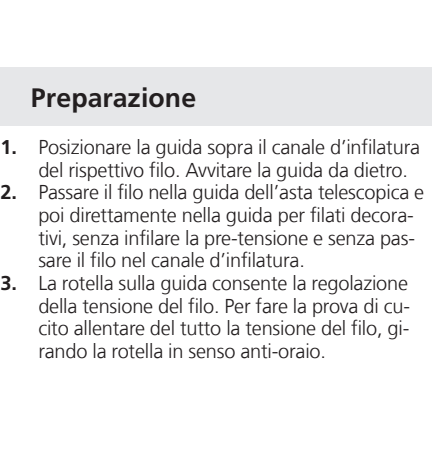 Preparazione
1. Posizionare la guida sopra il canale d'infilatura
del rispettivo filo. Avvitare la guida da dietro.
2. Passare il filo nella guida dell'asta telescopica e
poi direttamente nella guida per filati decora-
tivi, senza infilare la pre-tensione e senza pas-
sare il filo nel canale d'infilatura.
3. La rotella sulla guida consente la regolazione
della tensione del filo. Per fare la prova di cu-
cito allentare del tutto la tensione del filo, gi-
rando la rotella in senso anti-oraio.